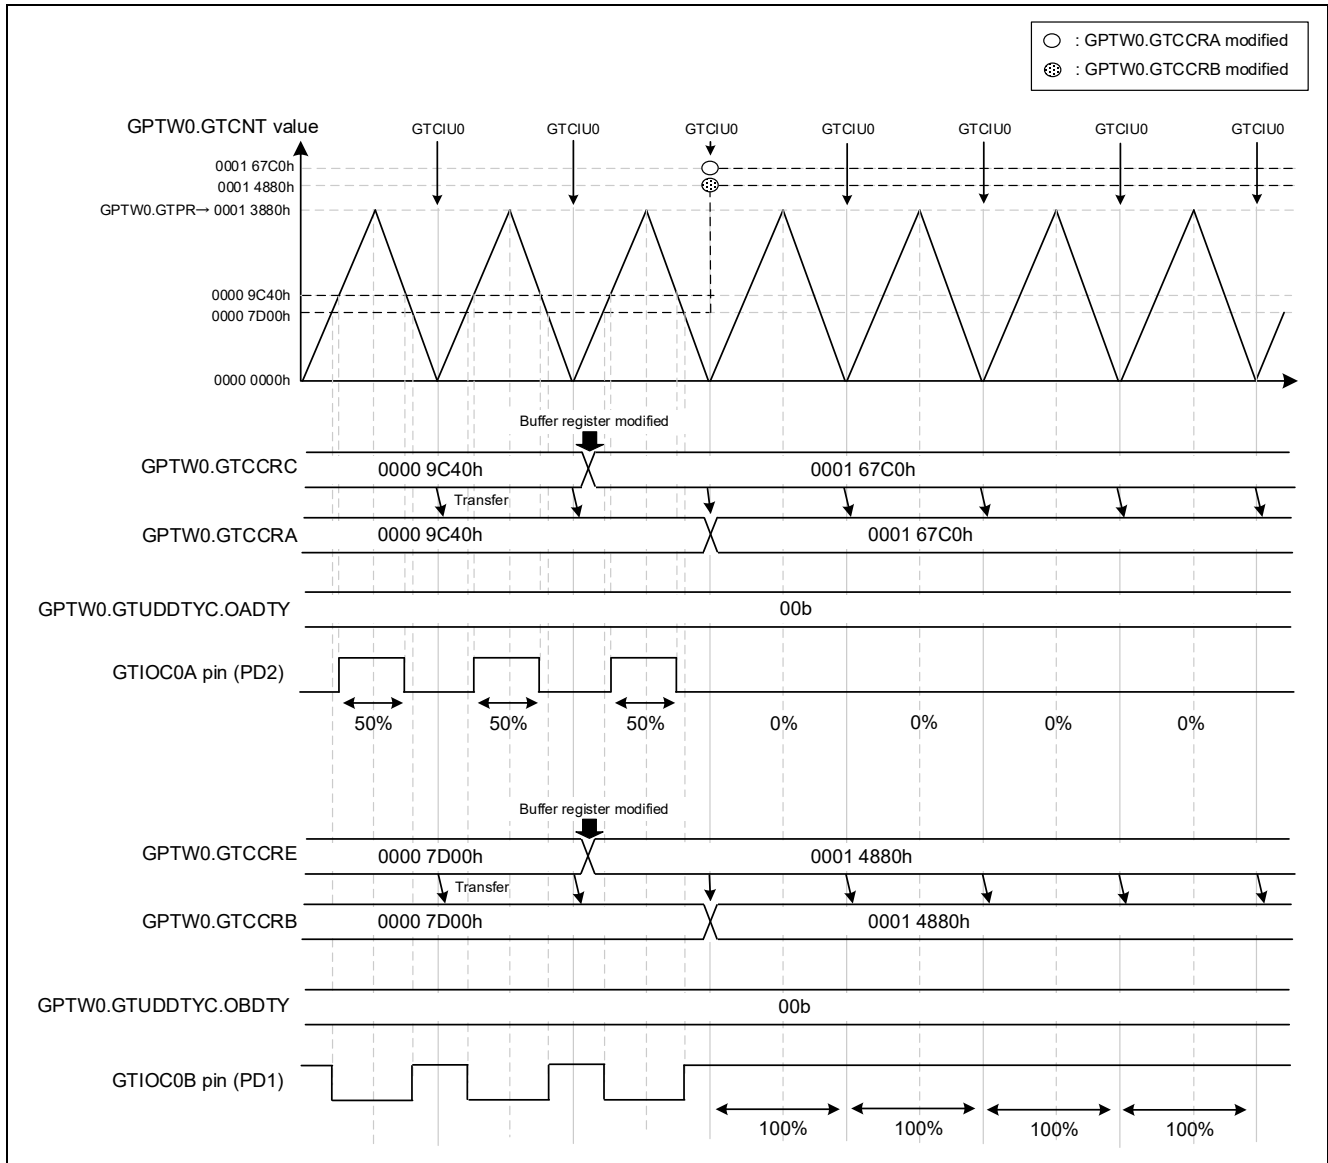 : GPTW0.GTCCRA modified
: GPTW0.GTCCRB modified
GPTW0.GTCNT value
GTCIU0 GTCIU0 GTCIU0 GTCIU0 GTCIU0 GTCIU0 GTCIU0
0001 67C0h
0001 4880h
GPTW0.GTPR→ 0001 3880h
0000 9C40h
0000 7D00h
0000 0000h
Buffer register modified
GPTW0.GTCCRC 0000 9C40h 0001 67C0h
Transfer
GPTW0.GTCCRA 0000 9C40h 0001 67C0h
GPTW0.GTUDDTYC.OADTY 00b
GTIOC0A pin (PD2)
50% 50% 50% 0% 0% 0% 0%
Buffer register modified
GPTW0.GTCCRE 0000 7D00h 0001 4880h
Transfer
GPTW0.GTCCRB 0000 7D00h 0001 4880h
GPTW0.GTUDDTYC.OBDTY 00b
GTIOC0B pin (PD1)
100% 100% 100% 100%